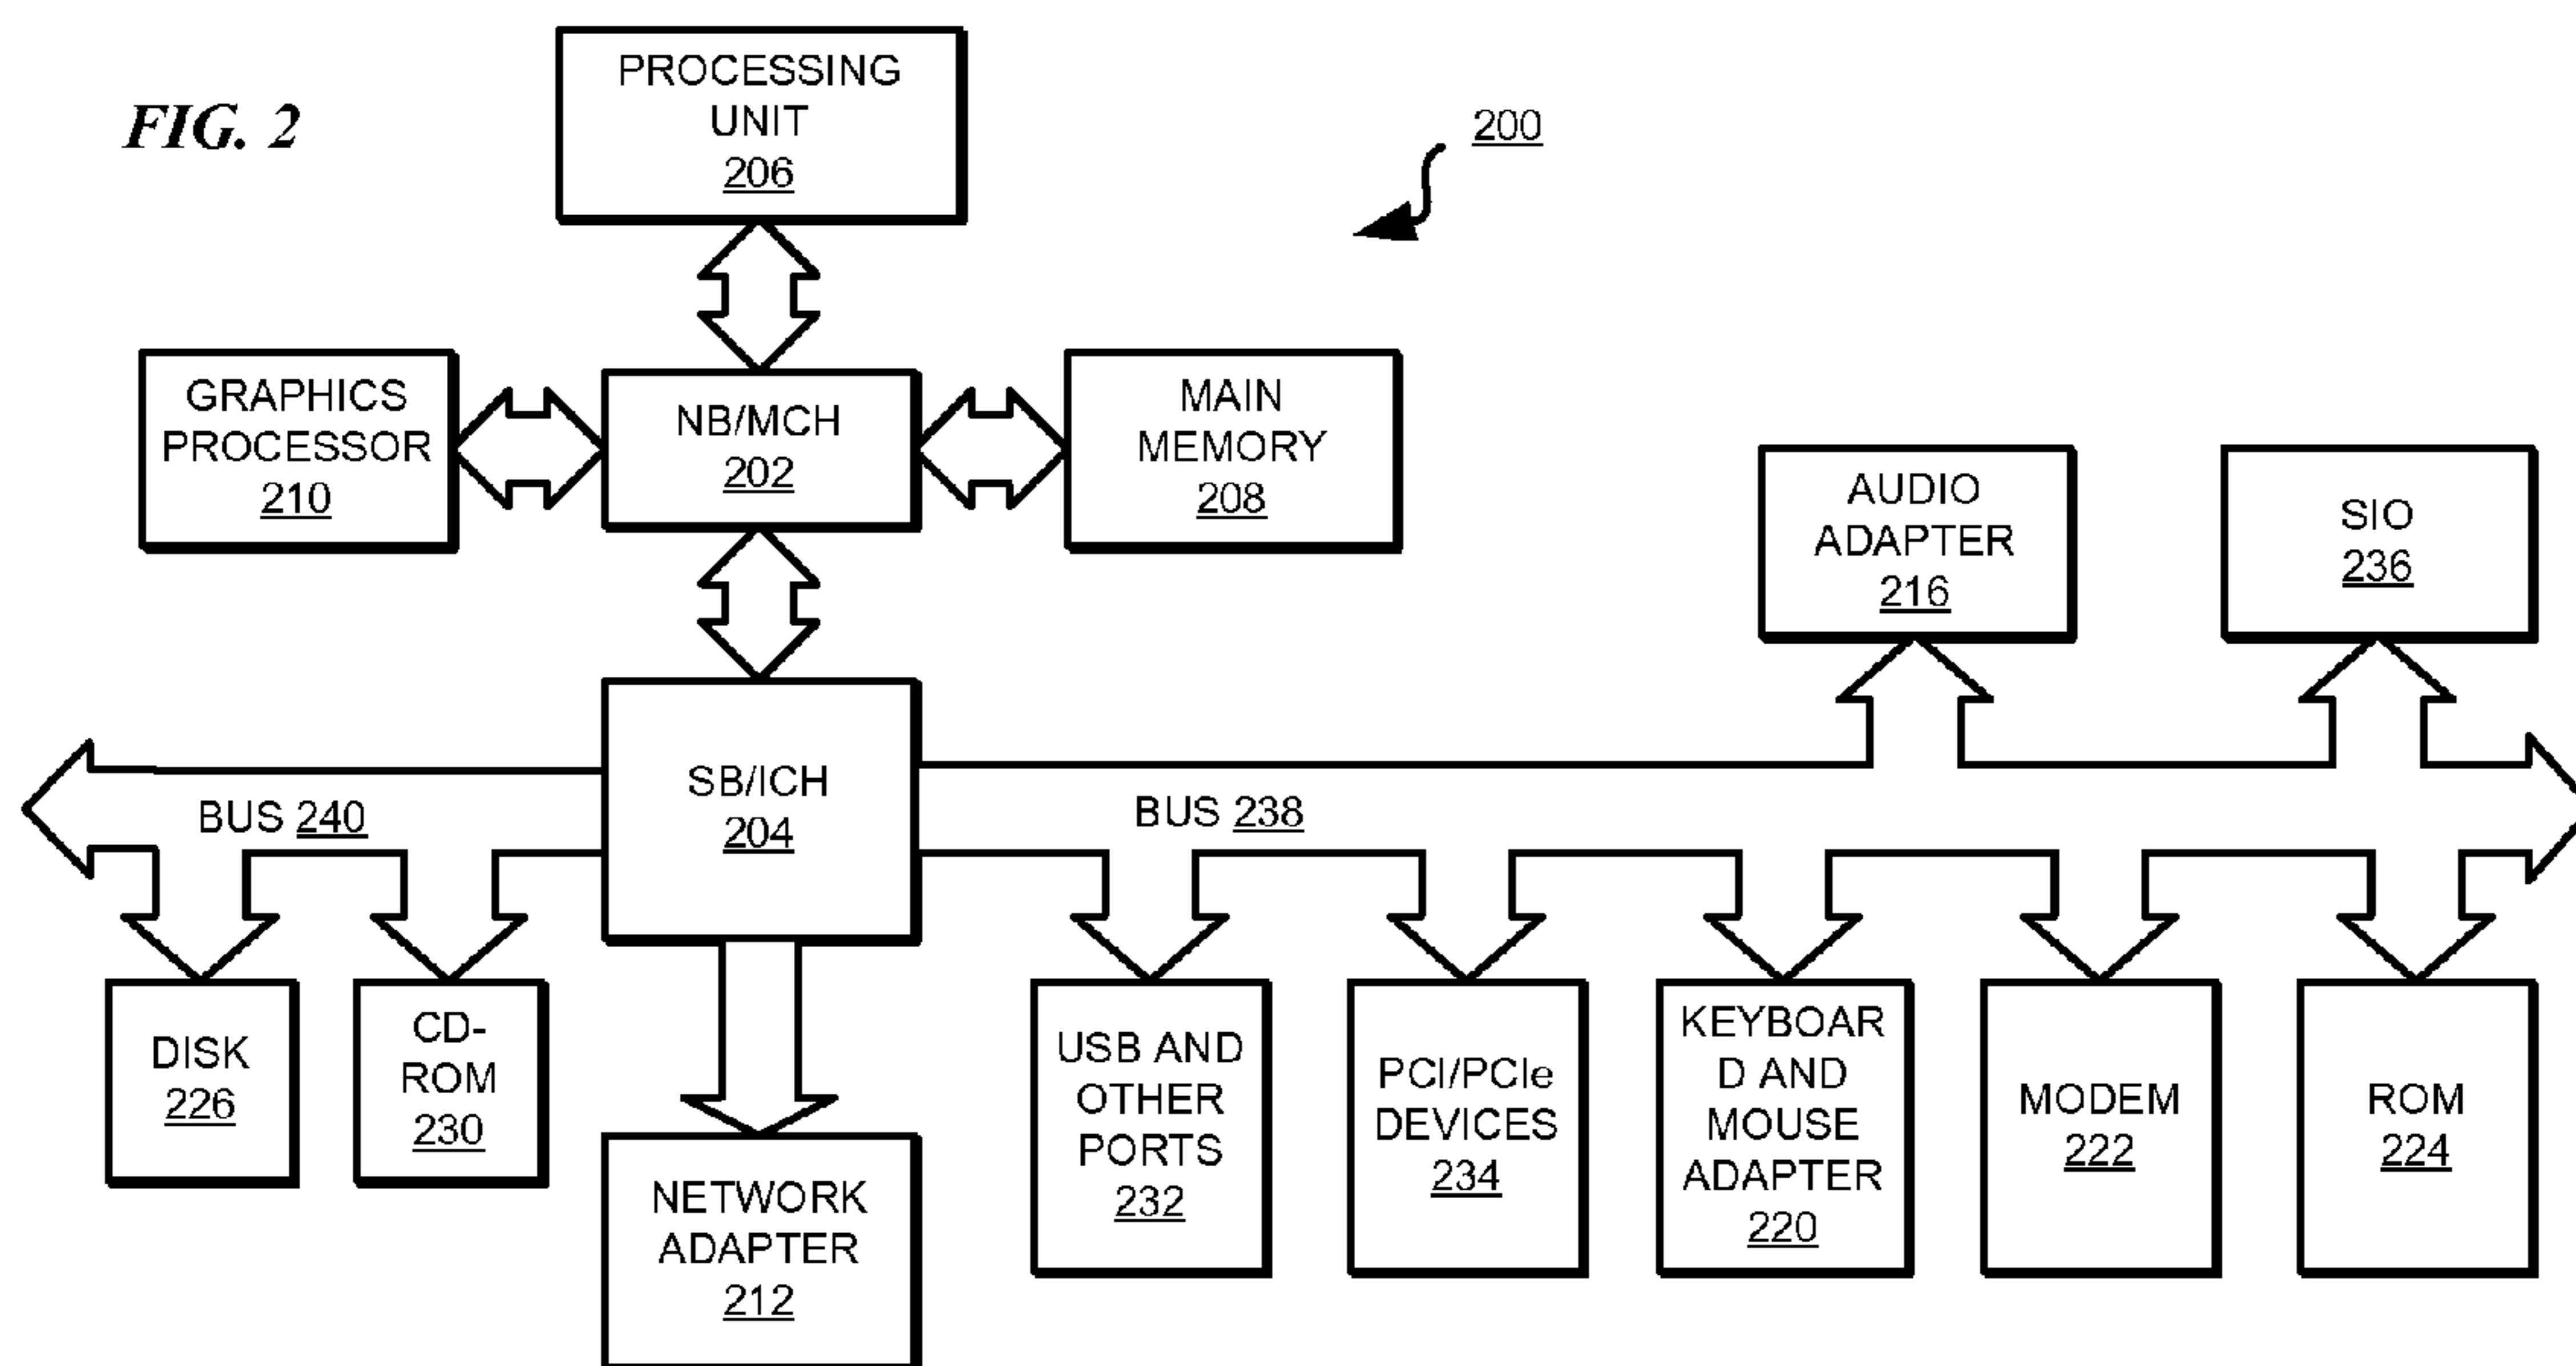 FIG. 2
PROCESSING
UNIT
206
200
GRAPHICS
PROCESSOR
210
NB/MCH
202
MAIN
MEMORY
208
AUDIO
ADAPTER
216
SIO
236
SB/ICH
204
BUS 240
BUS 238
DISK
226
CD-
ROM
230
NETWORK
ADAPTER
212
USB AND
OTHER
PORTS
232
PCI/PCIe
DEVICES
234
KEYBOAR
D AND
MOUSE
ADAPTER
220
MODEM
222
ROM
224